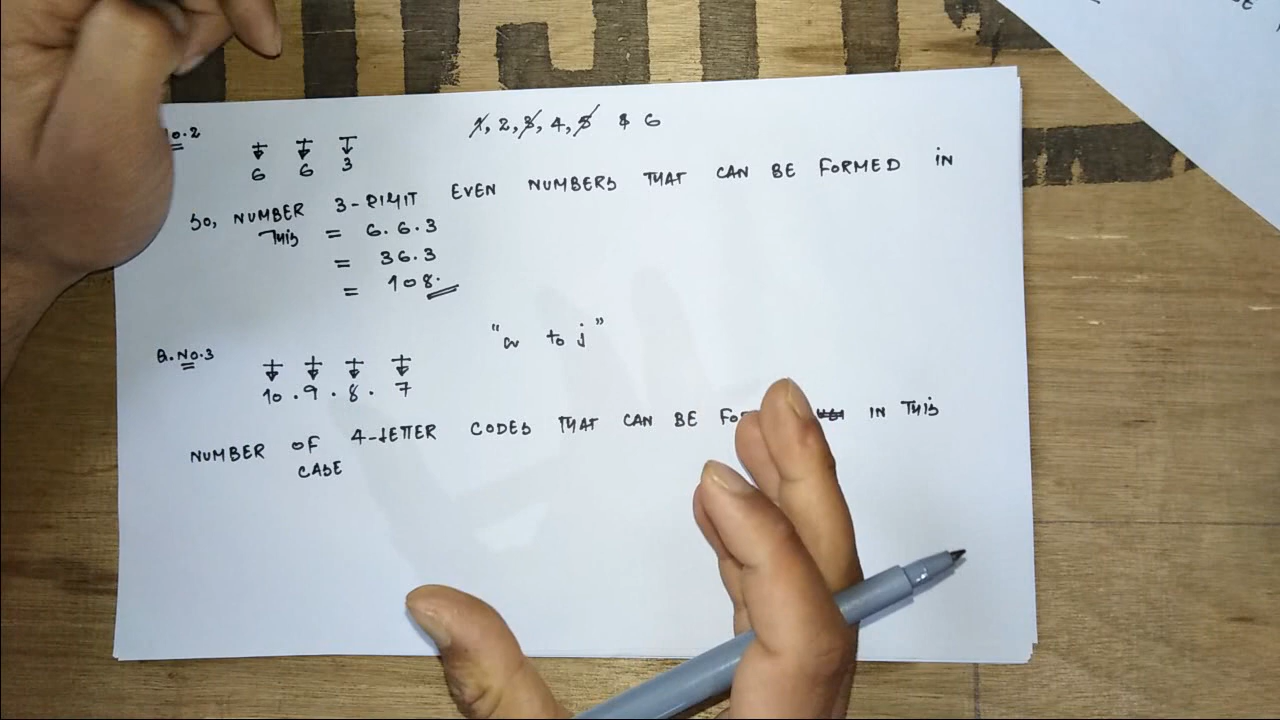 No.2
1, 2, 3, 4, 5 & 6
6 6 3
So, NUMBER 3-DIGIT EVEN NUMBERS THAT CAN BE FORMED IN
THIS = 6.6.3
= 36.3
= 108.
Q.No.3
"a to j"
10 . 9 . 8 . 7
NUMBER OF 4-LETTER CODES THAT CAN BE IN THIS
CASE